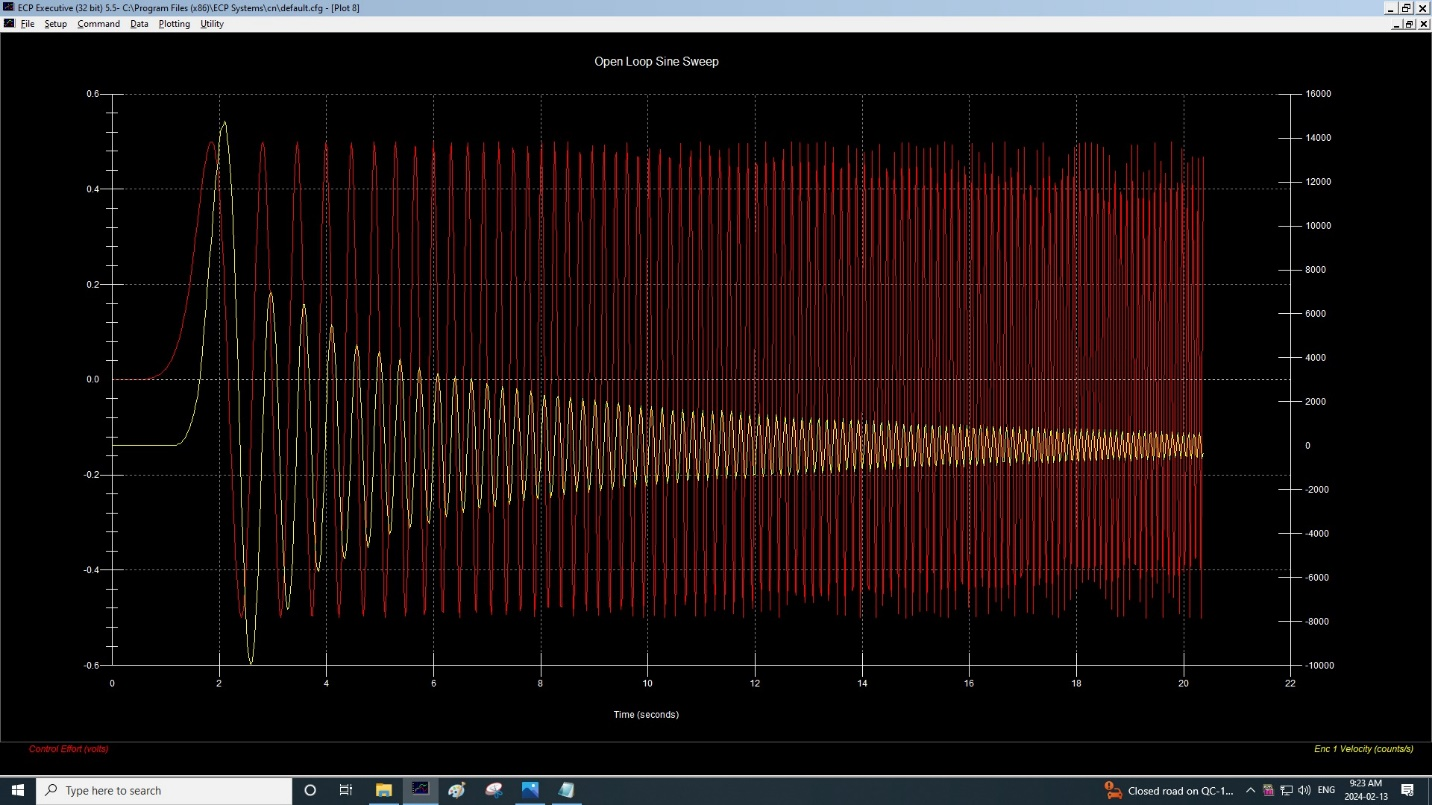 ECP Executive (32 bit) 5.5- C:\Program Files (x86)\ECP Systems\cn\default.cfg - [Plot 8]
File Setup Command Data Plotting Utility
Open Loop Sine Sweep
0.6
0.4
0.2
0.0
-0.2
-0.4
-0.6
16000
14000
12000
10000
8000
6000
4000
2000
0
-2000
-4000
-6000
-8000
-10000
0 2 4 6 8 10 12 14 16 18 20 22
Time (seconds)
Control Effort (volts)
Enc 1 Velocity (counts/s)
Type here to search
Closed road on QC-1...
ENG
9:23 AM
2024-02-13